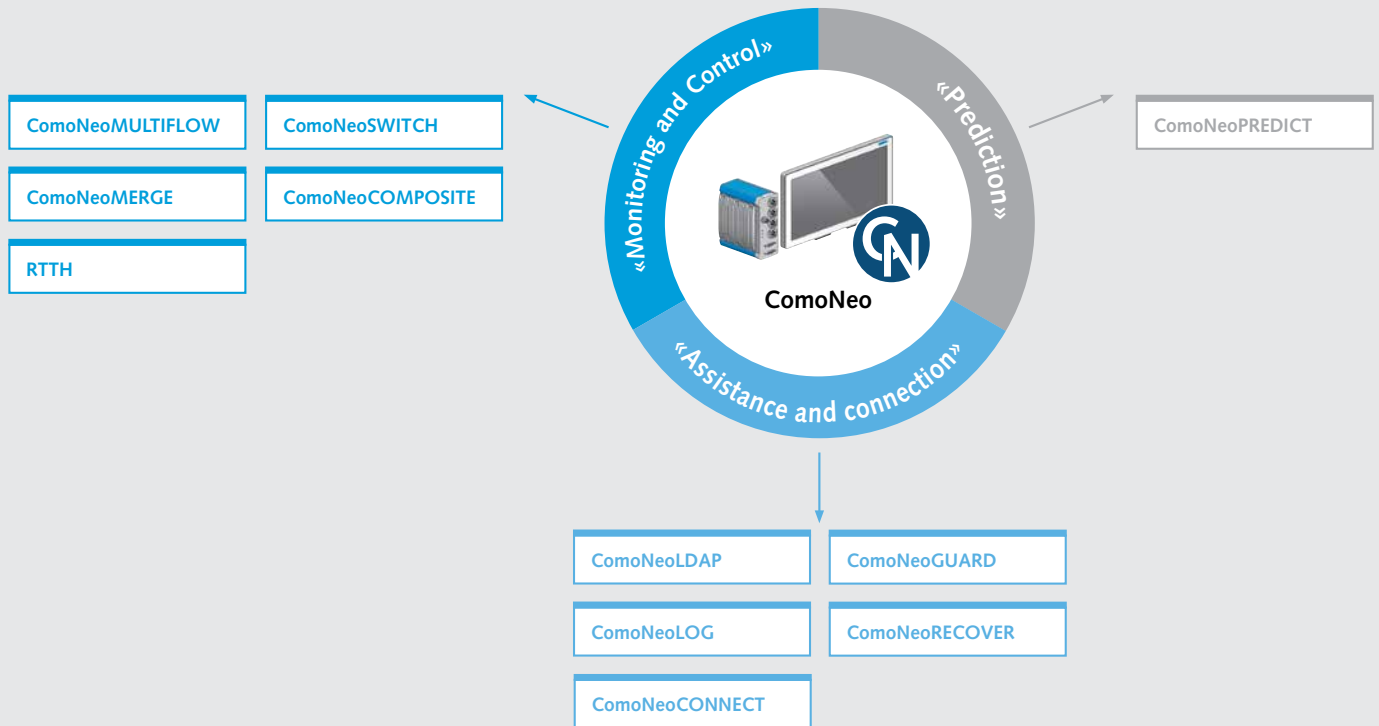 «Monitoring and Control»
«Prediction»
«Assistance and connection»
CN
ComoNeo
ComoNeoMULTIFLOW
ComoNeoSWITCH
ComoNeoMERGE
ComoNeoCOMPOSITE
RTTH
ComoNeoPREDICT
ComoNeoLDAP
ComoNeoGUARD
ComoNeoLOG
ComoNeoRECOVER
ComoNeoCONNECT